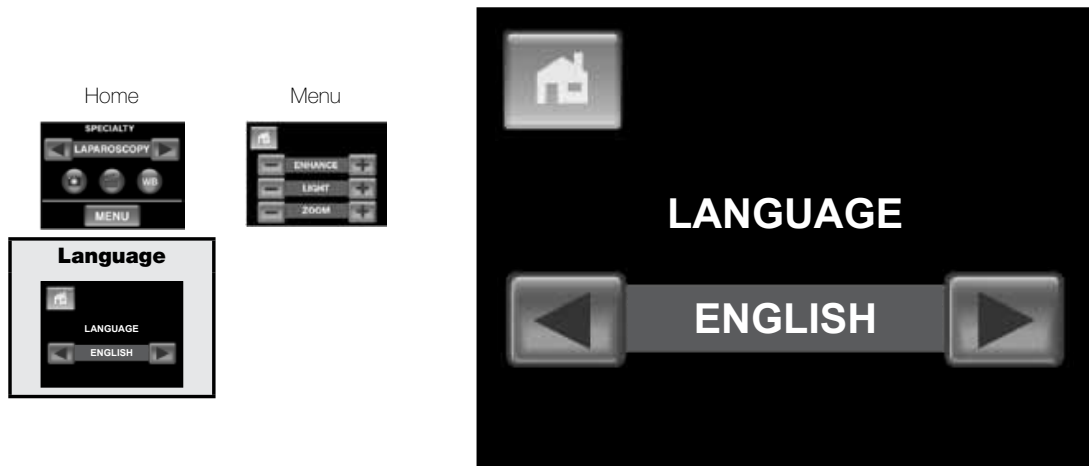 Home
SPECIALTY
LAPAROSCOPY
WB
MENU
Menu
ENHANCE
LIGHT
ZOOM
Language
LANGUAGE
ENGLISH
LANGUAGE
ENGLISH